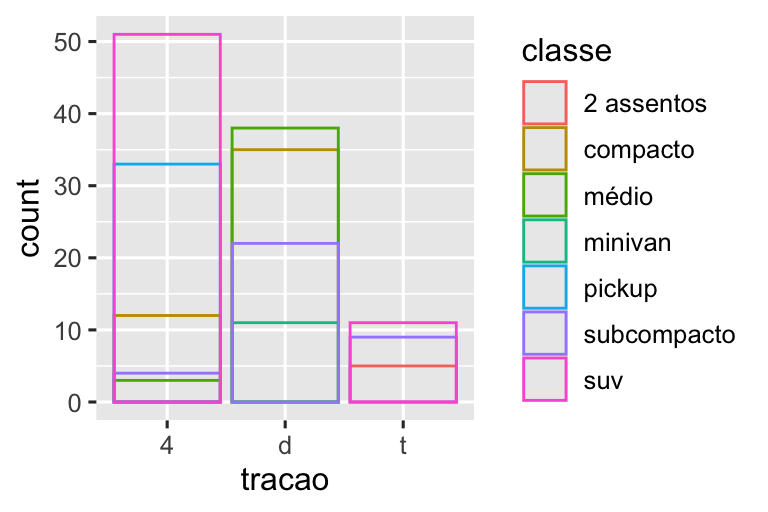 50
40
30
20
10
0
count
4 d t
tracao
classe
2 assentos
compacto
médio
minivan
pickup
subcompacto
suv